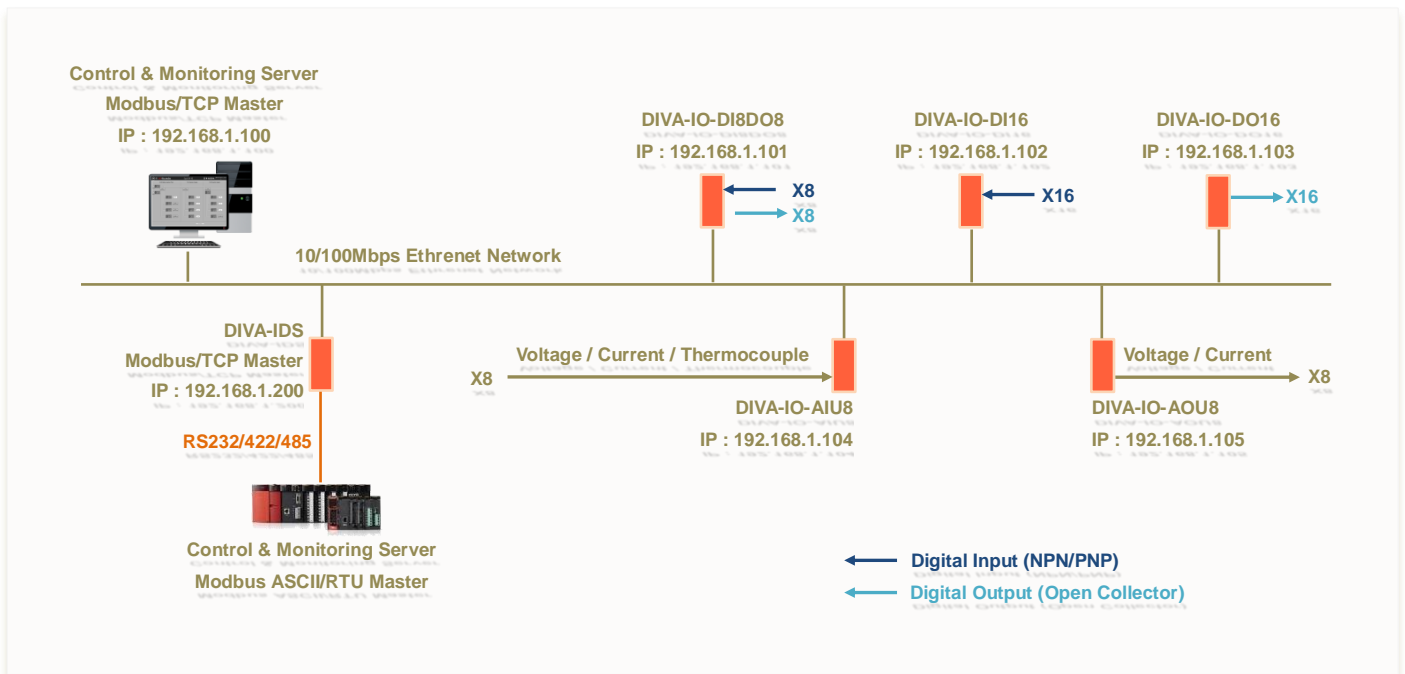 Control & Monitoring Server
Modbus/TCP Master
IP : 192.168.1.100
DIVA-IO-DI8DO8
IP : 192.168.1.101
X8
X8
DIVA-IO-DI16
IP : 192.168.1.102
X16
DIVA-IO-DO16
IP : 192.168.1.103
X16
10/100Mbps Ethrenet Network
DIVA-IDS
Modbus/TCP Master
IP : 192.168.1.200
RS232/422/485
Control & Monitoring Server
Modbus ASCII/RTU Master
Voltage / Current / Thermocouple
X8
DIVA-IO-AIU8
IP : 192.168.1.104
Voltage / Current
X8
DIVA-IO-AOU8
IP : 192.168.1.105
Digital Input (NPN/PNP)
Digital Output (Open Collector)